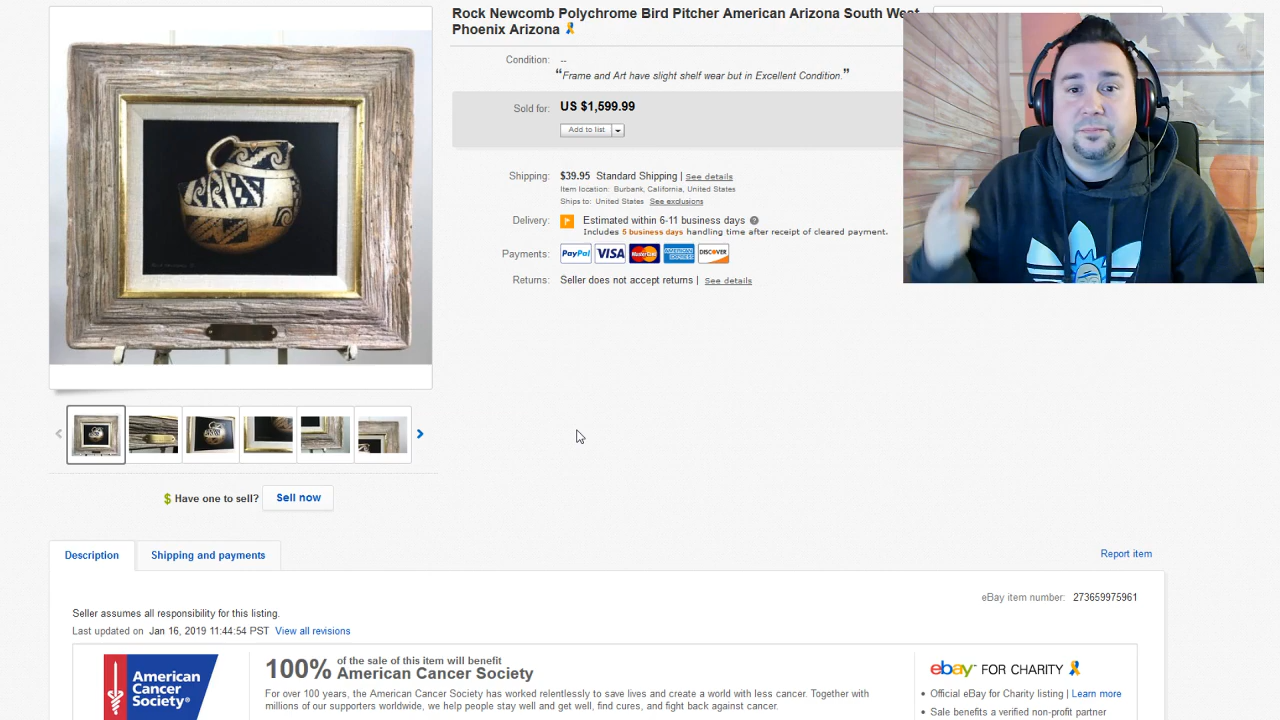 Rock Newcomb Polychrome Bird Pitcher American Arizona South West
Phoenix Arizona
Condition: --
“Frame and Art have slight shelf wear but in Excellent Condition.”
Sold for: US $1,599.99
Add to list
Shipping: $39.95 Standard Shipping | See details
Item location: Burbank, California, United States
Ships to: United States See exclusions
Delivery: Estimated within 6-11 business days ?
Includes 5 business days handling time after receipt of cleared payment.
Payments: PayPal VISA MasterCard AMERICAN EXPRESS DISCOVER
Returns: Seller does not accept returns | See details
$ Have one to sell? Sell now
Description Shipping and payments
Report item
eBay item number: 273659975961
Seller assumes all responsibility for this listing.
Last updated on Jan 16, 2019 11:44:54 PST View all revisions
American
Cancer
Society®
100% of the sale of this item will benefit
American Cancer Society
For over 100 years, the American Cancer Society has worked relentlessly to save lives and create a world with less cancer. Together with
millions of our supporters worldwide, we help people stay well and get well, find cures, and fight back against cancer.
ebay FOR CHARITY
• Official eBay for Charity listing | Learn more
• Sale benefits a verified non-profit partner